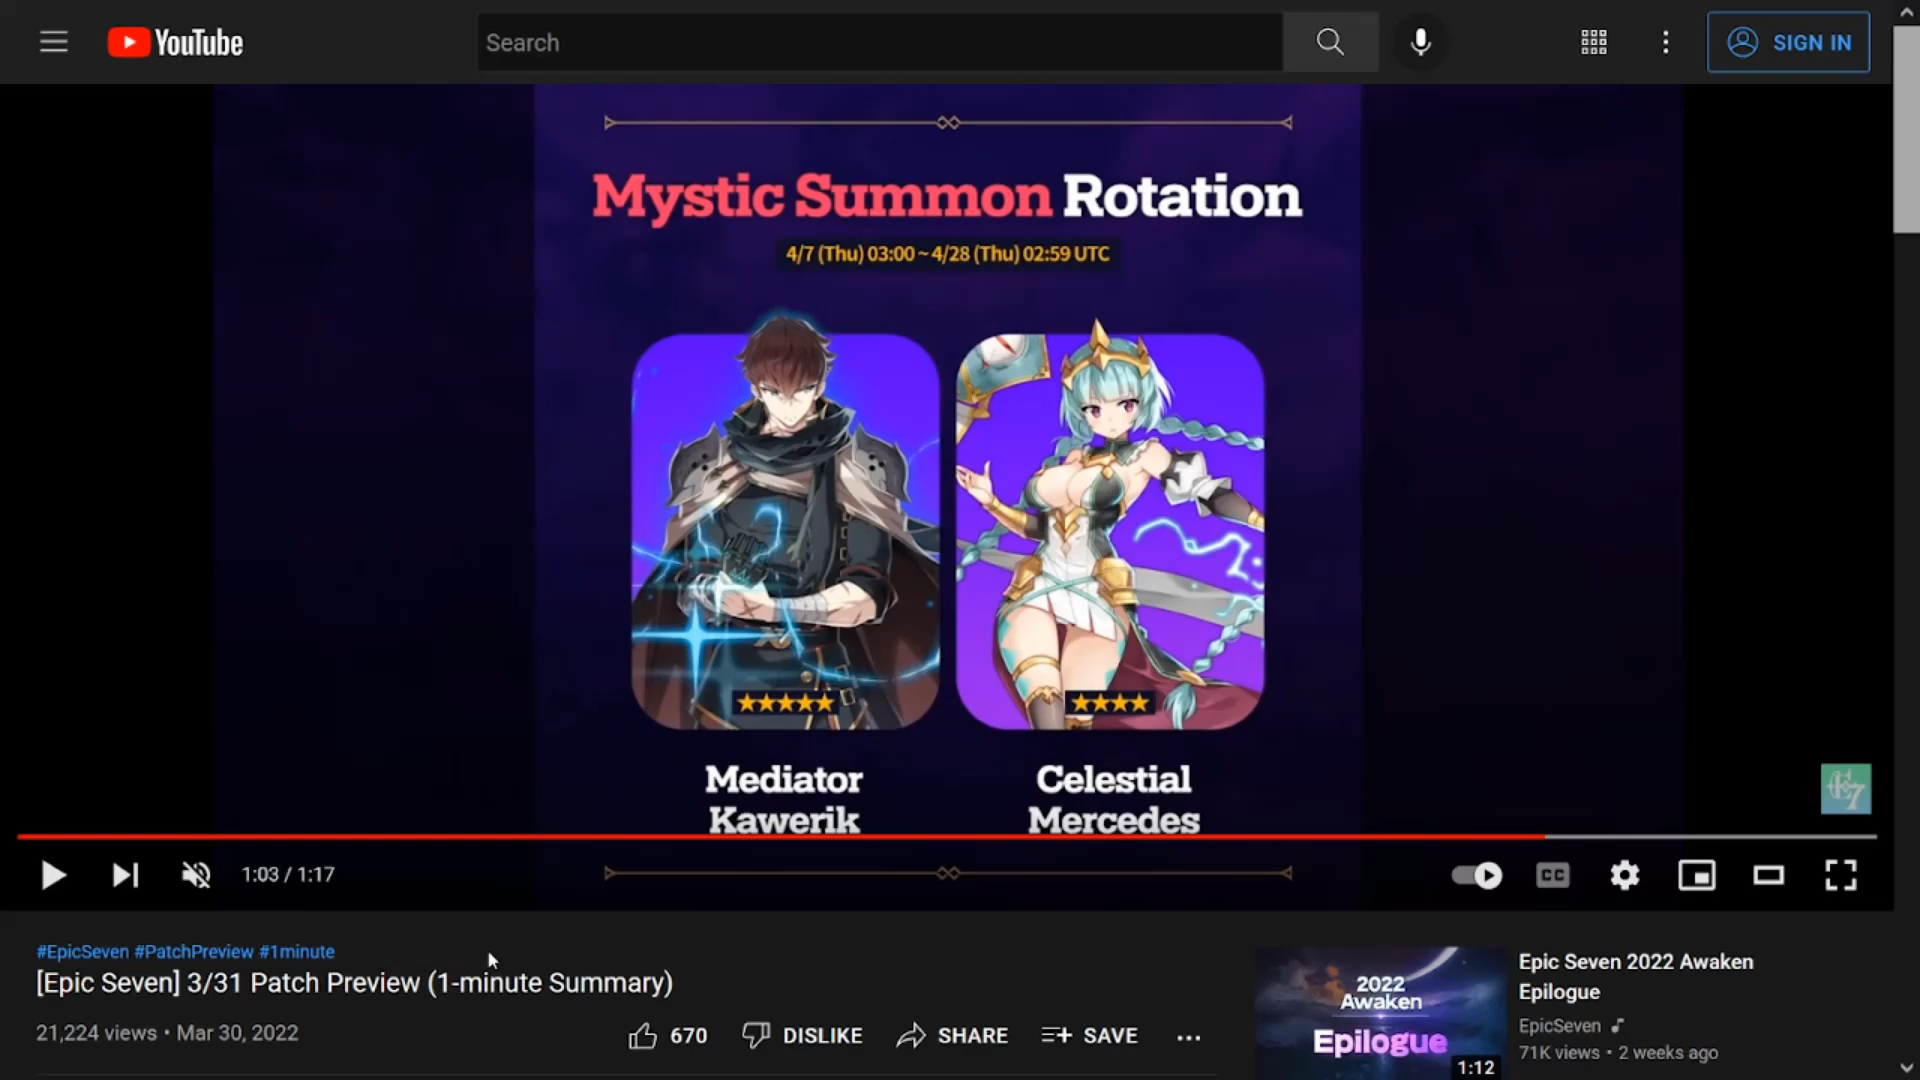 YouTube
Search
SIGN IN
Mystic Summon Rotation
4/7 (Thu) 03:00 ~ 4/28 (Thu) 02:59 UTC
★★★★★
★★★★
Mediator
Kawerik
Celestial
Mercedes
E7
1:03 / 1:17
CC
#EpicSeven #PatchPreview #1minute
[Epic Seven] 3/31 Patch Preview (1-minute Summary)
21,224 views • Mar 30, 2022
670
DISLIKE
SHARE
SAVE
2022
Awaken
Epilogue
1:12
Epic Seven 2022 Awaken
Epilogue
EpicSeven
71K views • 2 weeks ago